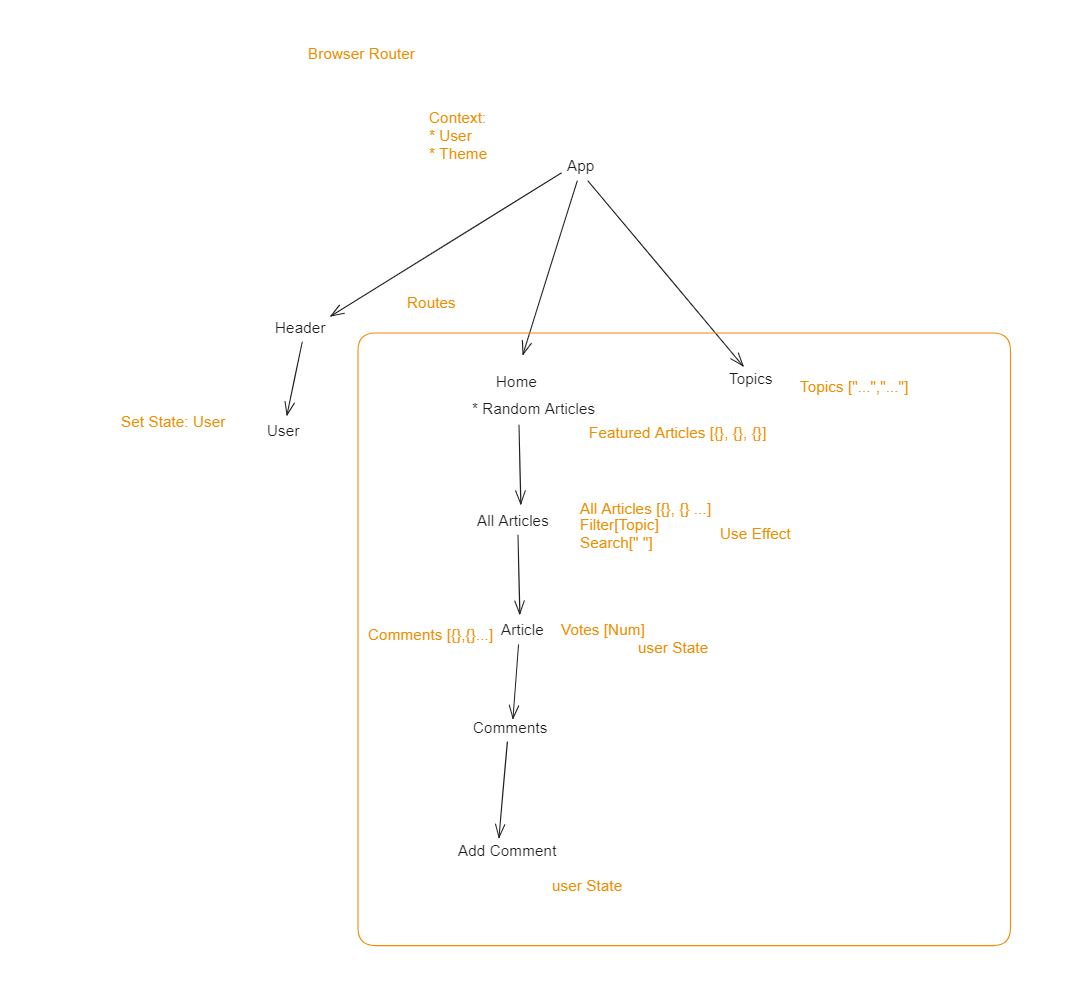 Browser Router
Context:
* User
* Theme
App
Routes
Header
Home
Topics
Topics ["...","..."]
* Random Articles
Set State: User
User
Featured Articles [{}, {}, {}]
All Articles
All Articles [{}, {} ...]
Filter[Topic]
Search[" "]
Use Effect
Comments [{},{}...]
Article
Votes [Num]
user State
Comments
Add Comment
user State